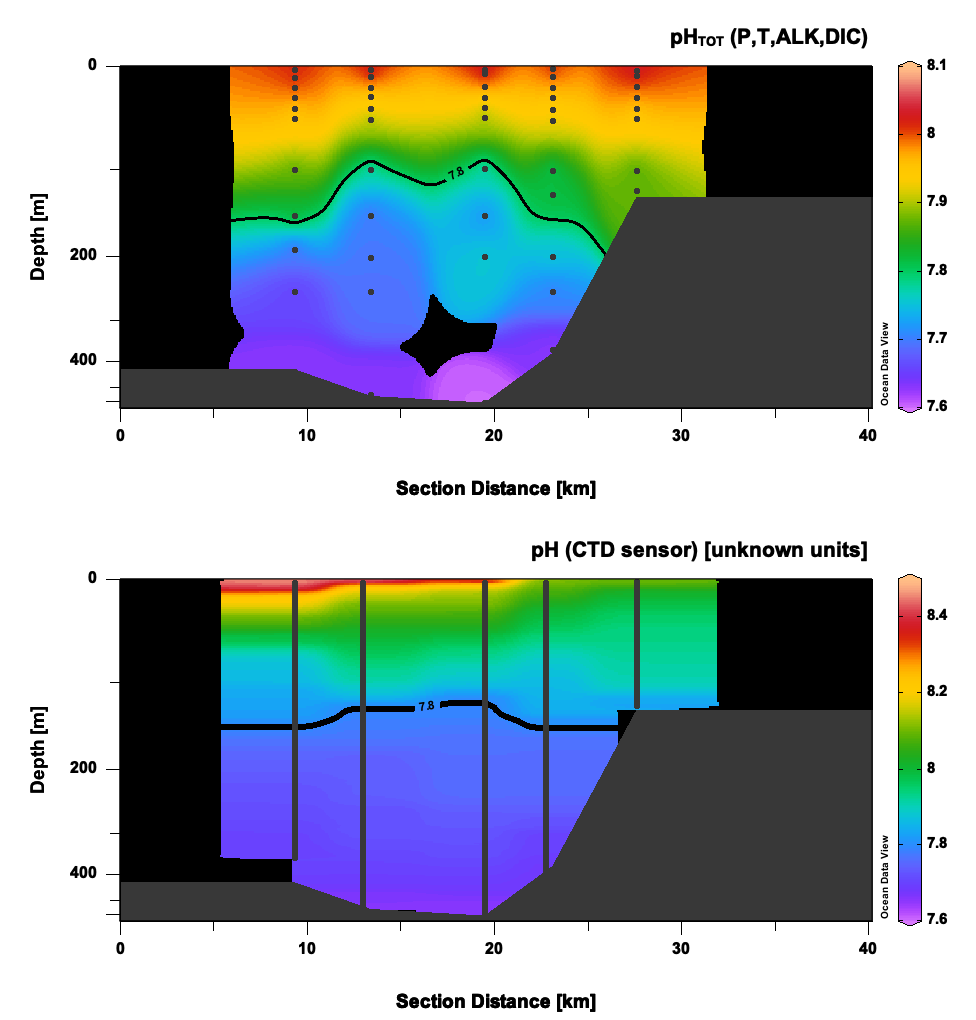 pHTOT (P,T,ALK,DIC)
0
200
400
Depth [m]
7.8
Ocean Data View
8.1
8
7.9
7.8
7.7
7.6
0 10 20 30 40
Section Distance [km]
pH (CTD sensor) [unknown units]
0
200
400
Depth [m]
7.8
Ocean Data View
8.4
8.2
8
7.8
7.6
0 10 20 30 40
Section Distance [km]